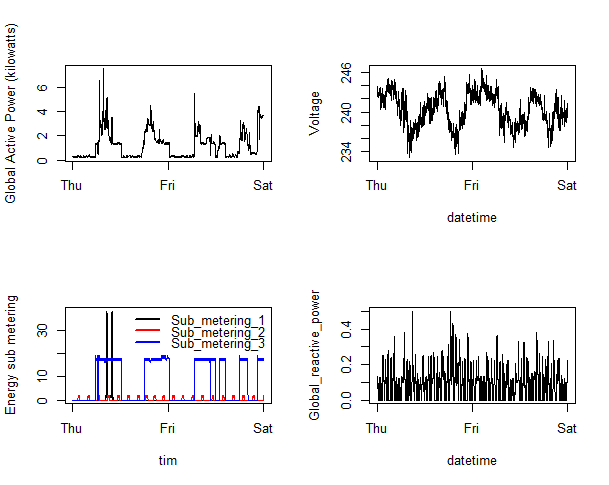 Global Active Power (kilowatts)
0 2 4 6
Thu Fri Sat
Voltage
234 240 246
Thu Fri Sat
datetime
Energy sub metering
0 10 30
Sub_metering_1
Sub_metering_2
Sub_metering_3
Thu Fri Sat
tim
Global_reactive_power
0.0 0.2 0.4
Thu Fri Sat
datetime